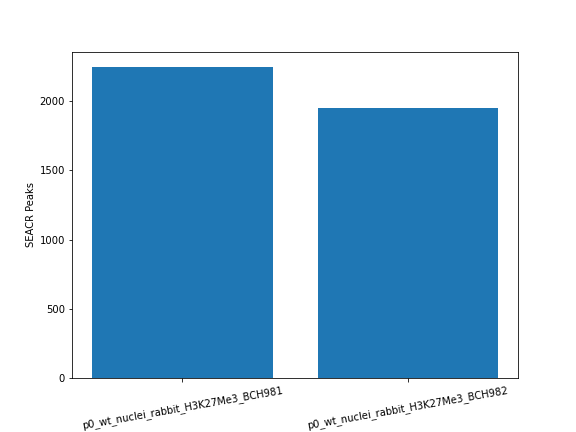 2000
1500
1000
500
0
SEACR Peaks
p0_wt_nuclei_rabbit_H3K27Me3_BCH981
p0_wt_nuclei_rabbit_H3K27Me3_BCH982